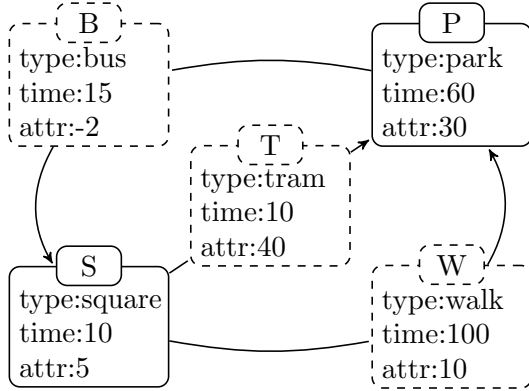 B
type:bus
time:15
attr:-2
P
type:park
time:60
attr:30
T
type:tram
time:10
attr:40
S
type:square
time:10
attr:5
W
type:walk
time:100
attr:10